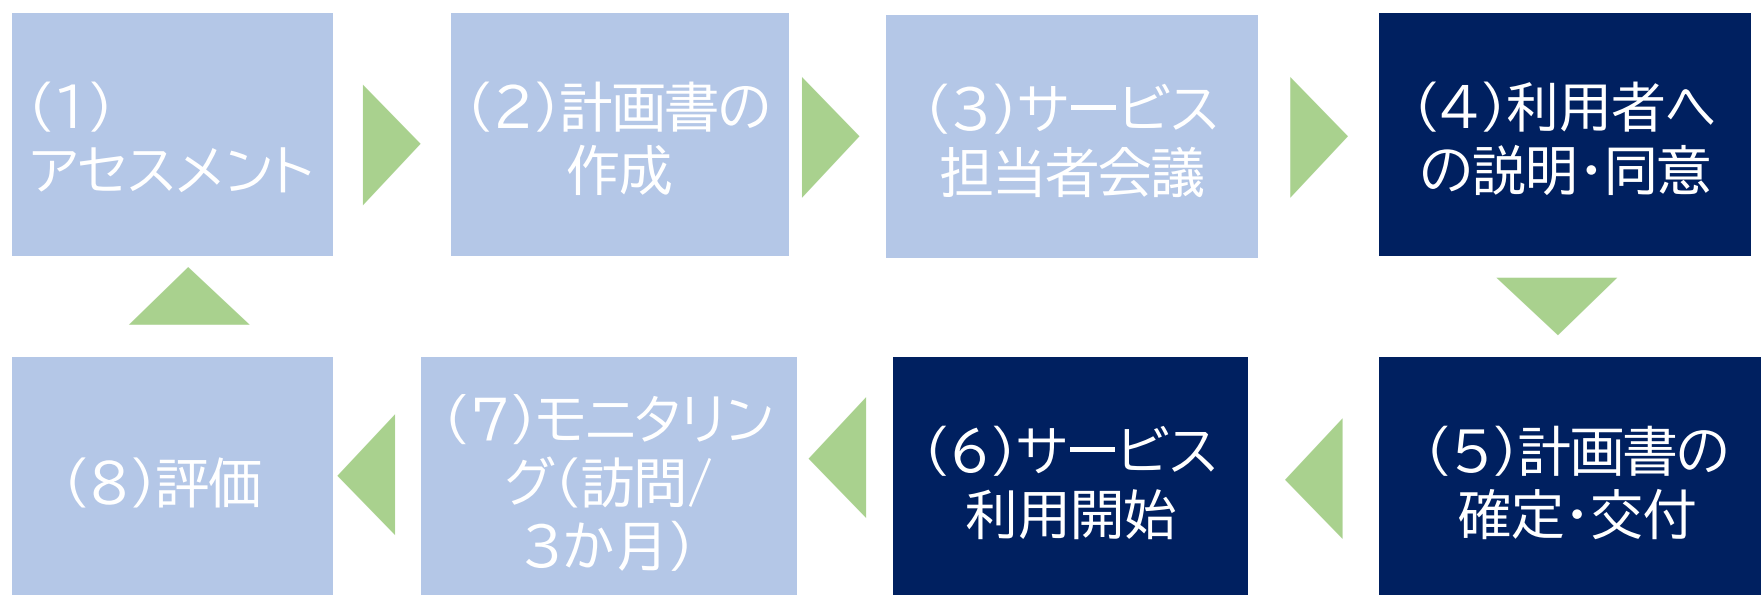 （1）
アセスメント
（2）計画書の
作成
（3）サービス
担当者会議
（4）利用者へ
の説明・同意
（5）計画書の
確定・交付
（6）サービス
利用開始
（7）モニタリン
グ（訪問/
3か月）
（8）評価